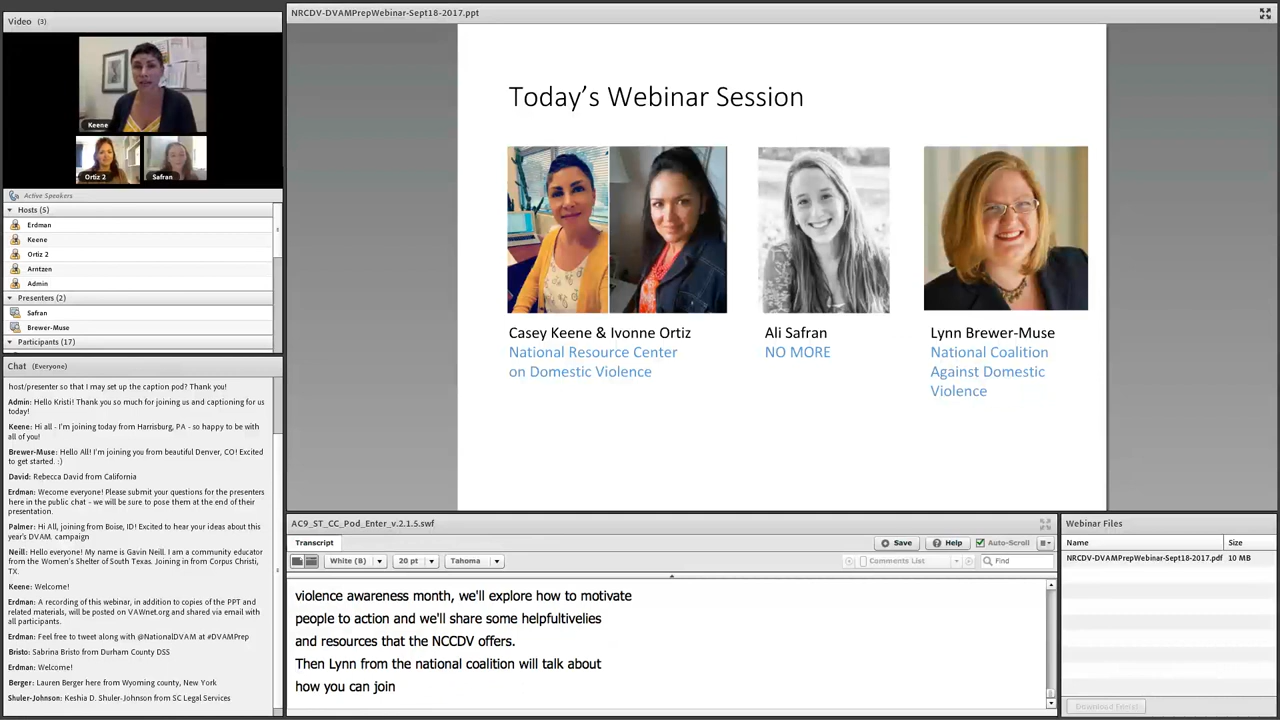 Video (3)
Keene
Ortiz 2
Safran
Active Speakers
Hosts (5)
Erdman
Keene
Ortiz 2
Arntzen
Admin
Presenters (2)
Safran
Brewer-Muse
Participants (17)
Chat (Everyone)
host/presenter so that I may set up the caption pod? Thank you!
Admin: Hello Kristi! Thank you so much for joining us and captioning for us
today!
Keene: Hi all - I'm joining today from Harrisburg, PA - so happy to be with
all of you!
Brewer-Muse: Hello All! I'm joining you from beautiful Denver, CO! Excited
to get started. :)
David: Rebecca David from California
Erdman: Wecome everyone! Please submit your questions for the presenters
here in the public chat - we will be sure to pose them at the end of their
presentation.
Palmer: Hi All, joining from Boise, ID! Excited to hear your ideas about this
year's DVAM. campaign
Neill: Hello everyone! My name is Gavin Neill. I am a community educator
from the Women's Shelter of South Texas. Joining in from Corpus Christi,
TX.
Keene: Welcome!
Erdman: A recording of this webinar, in addition to copies of the PPT and
related materials, will be posted on VAWnet.org and shared via email with
all participants.
Erdman: Feel free to tweet along with @NationalDVAM at #DVAMPrep
Bristo: Sabrina Bristo from Durham County DSS
Erdman: Welcome!
Berger: Lauren Berger here from Wyoming county, New York
Shuler-Johnson: Keshia D. Shuler-Johnson from SC Legal Services
NRCDV-DVAMPrepWebinar-Sept18-2017.ppt
Today's Webinar Session
Casey Keene & Ivonne Ortiz
National Resource Center
on Domestic Violence
Ali Safran
NO MORE
Lynn Brewer-Muse
National Coalition
Against Domestic
Violence
AC9_ST_CC_Pod_Enter_v.2.1.5.swf
Transcript
Save
Help
Auto-Scroll
White (B)
20 pt
Tahoma
Comments List
Find
violence awareness month, we'll explore how to motivate
people to action and we'll share some helpfultivelies
and resources that the NCCDV offers.
Then Lynn from the national coalition will talk about
how you can join
Webinar Files
Name Size
NRCDV-DVAMPrepWebinar-Sept18-2017.pdf 10 MB
Download File(s)